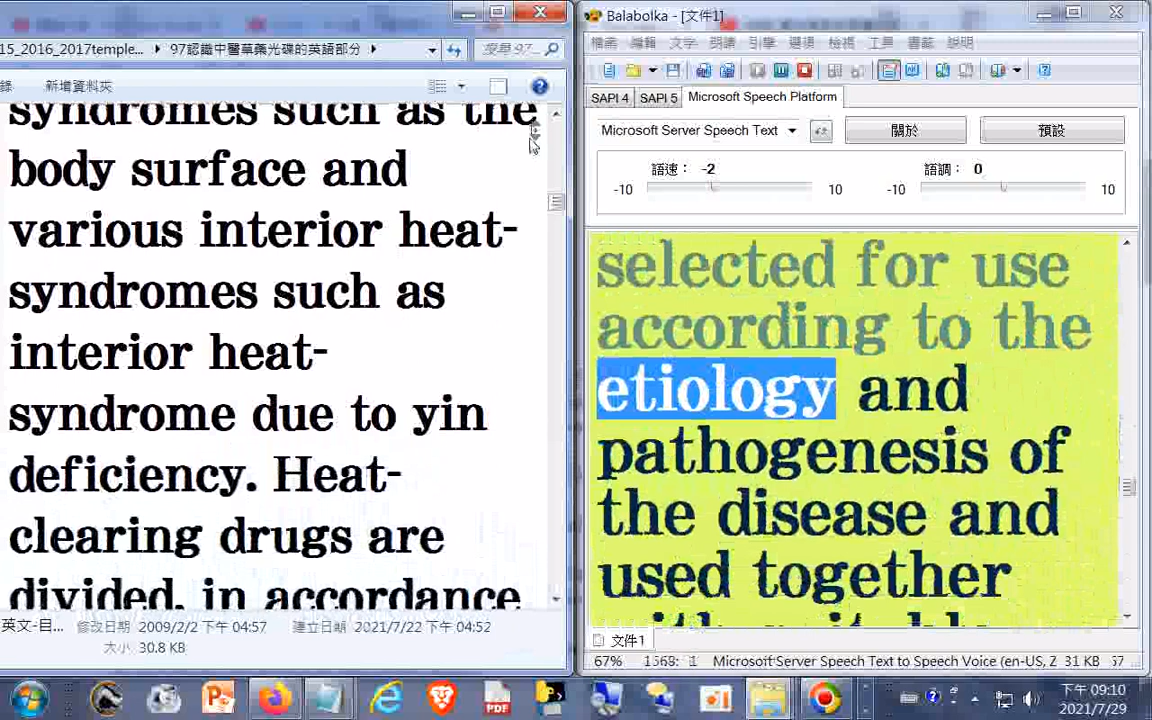 15_2016_2017temple...
97認識中醫草藥光碟的英語部分
搜尋 97-...
錄
新增資料夾
syndromes such as the
body surface and
various interior heat-
syndromes such as
interior heat-
syndrome due to yin
deficiency. Heat-
clearing drugs are
divided, in accordance
英文-目...
修改日期 2009/2/2 下午 04:57
建立日期 2021/7/22 下午 04:52
大小 30.8 KB
Balabolka - [文件1]
檔案 編輯 文字 朗讀 引擎 選項 檢視 工具 書籤 說明
SAPI 4 SAPI 5 Microsoft Speech Platform
Microsoft Server Speech Text
關於
預設
語速: -2
語調: 0
-10 10
-10 10
selected for use
according to the
etiology and
pathogenesis of
the disease and
used together
文件1
67% 1568: 1 Microsoft Server Speech Text to Speech Voice (en-US, Z 31 KB
PDF
下午 09:10
2021/7/29